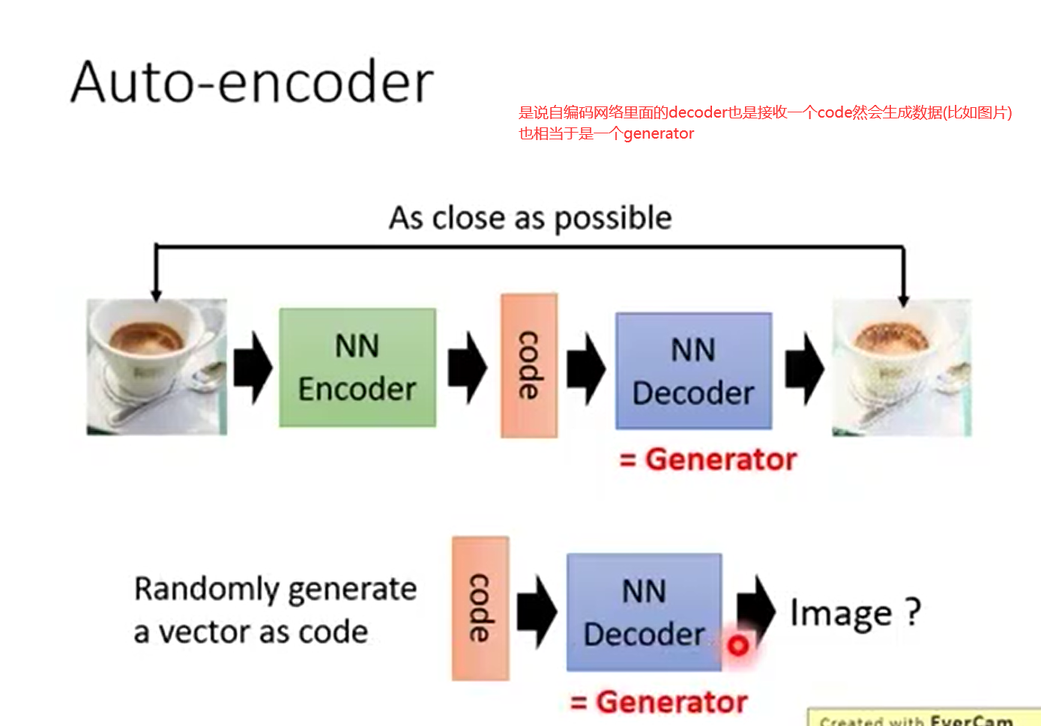 Auto-encoder
是说自编码网络里面的decoder也是接收一个code然会生成数据(比如图片)
也相当于是一个generator
As close as possible
NN
Encoder
code
NN
Decoder
= Generator
Randomly generate
a vector as code
code
NN
Decoder
Image ?
= Generator
Created with EverCam